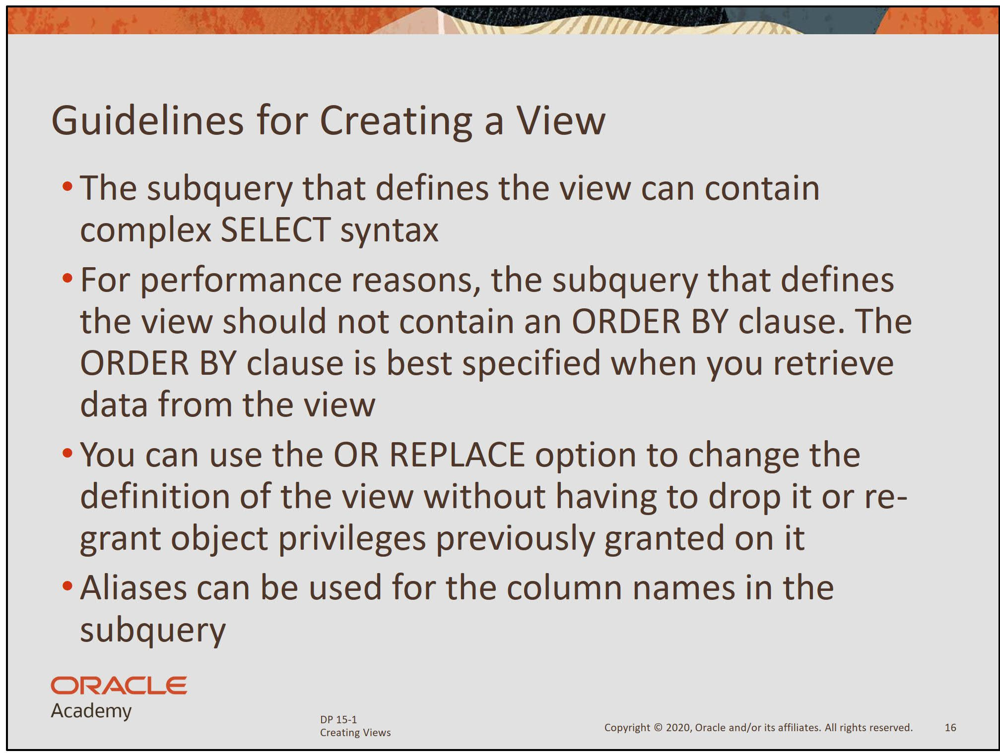 Guidelines for Creating a View
• The subquery that defines the view can contain
complex SELECT syntax
• For performance reasons, the subquery that defines
the view should not contain an ORDER BY clause. The
ORDER BY clause is best specified when you retrieve
data from the view
• You can use the OR REPLACE option to change the
definition of the view without having to drop it or re-
grant object privileges previously granted on it
• Aliases can be used for the column names in the
subquery
ORACLE
Academy
DP 15-1
Creating Views
Copyright © 2020, Oracle and/or its affiliates. All rights reserved.
16